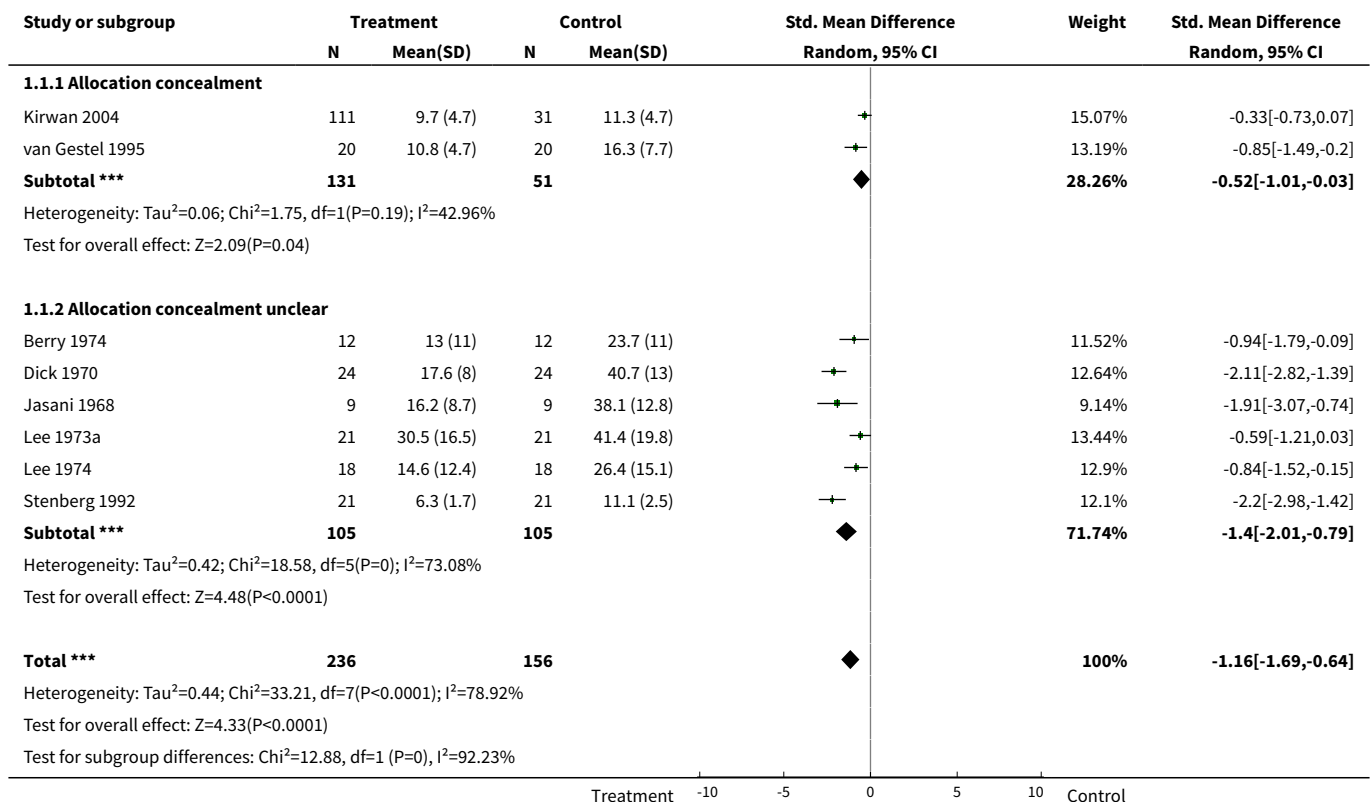 Study or subgroup Treatment Control Std. Mean Difference Weight Std. Mean Difference
N Mean(SD) N Mean(SD) Random, 95% CI Random, 95% CI
1.1.1 Allocation concealment
Kirwan 2004 111 9.7 (4.7) 31 11.3 (4.7) 15.07% -0.33[-0.73,0.07]
van Gestel 1995 20 10.8 (4.7) 20 16.3 (7.7) 13.19% -0.85[-1.49,-0.2]
Subtotal *** 131 51 28.26% -0.52[-1.01,-0.03]
Heterogeneity: Tau²=0.06; Chi²=1.75, df=1(P=0.19); I²=42.96%
Test for overall effect: Z=2.09(P=0.04)
1.1.2 Allocation concealment unclear
Berry 1974 12 13 (11) 12 23.7 (11) 11.52% -0.94[-1.79,-0.09]
Dick 1970 24 17.6 (8) 24 40.7 (13) 12.64% -2.11[-2.82,-1.39]
Jasani 1968 9 16.2 (8.7) 9 38.1 (12.8) 9.14% -1.91[-3.07,-0.74]
Lee 1973a 21 30.5 (16.5) 21 41.4 (19.8) 13.44% -0.59[-1.21,0.03]
Lee 1974 18 14.6 (12.4) 18 26.4 (15.1) 12.9% -0.84[-1.52,-0.15]
Stenberg 1992 21 6.3 (1.7) 21 11.1 (2.5) 12.1% -2.2[-2.98,-1.42]
Subtotal *** 105 105 71.74% -1.4[-2.01,-0.79]
Heterogeneity: Tau²=0.42; Chi²=18.58, df=5(P=0); I²=73.08%
Test for overall effect: Z=4.48(P<0.0001)
Total *** 236 156 100% -1.16[-1.69,-0.64]
Heterogeneity: Tau²=0.44; Chi²=33.21, df=7(P<0.0001); I²=78.92%
Test for overall effect: Z=4.33(P<0.0001)
Test for subgroup differences: Chi²=12.88, df=1 (P=0), I²=92.23%
Treatment -10 -5 0 5 10 Control